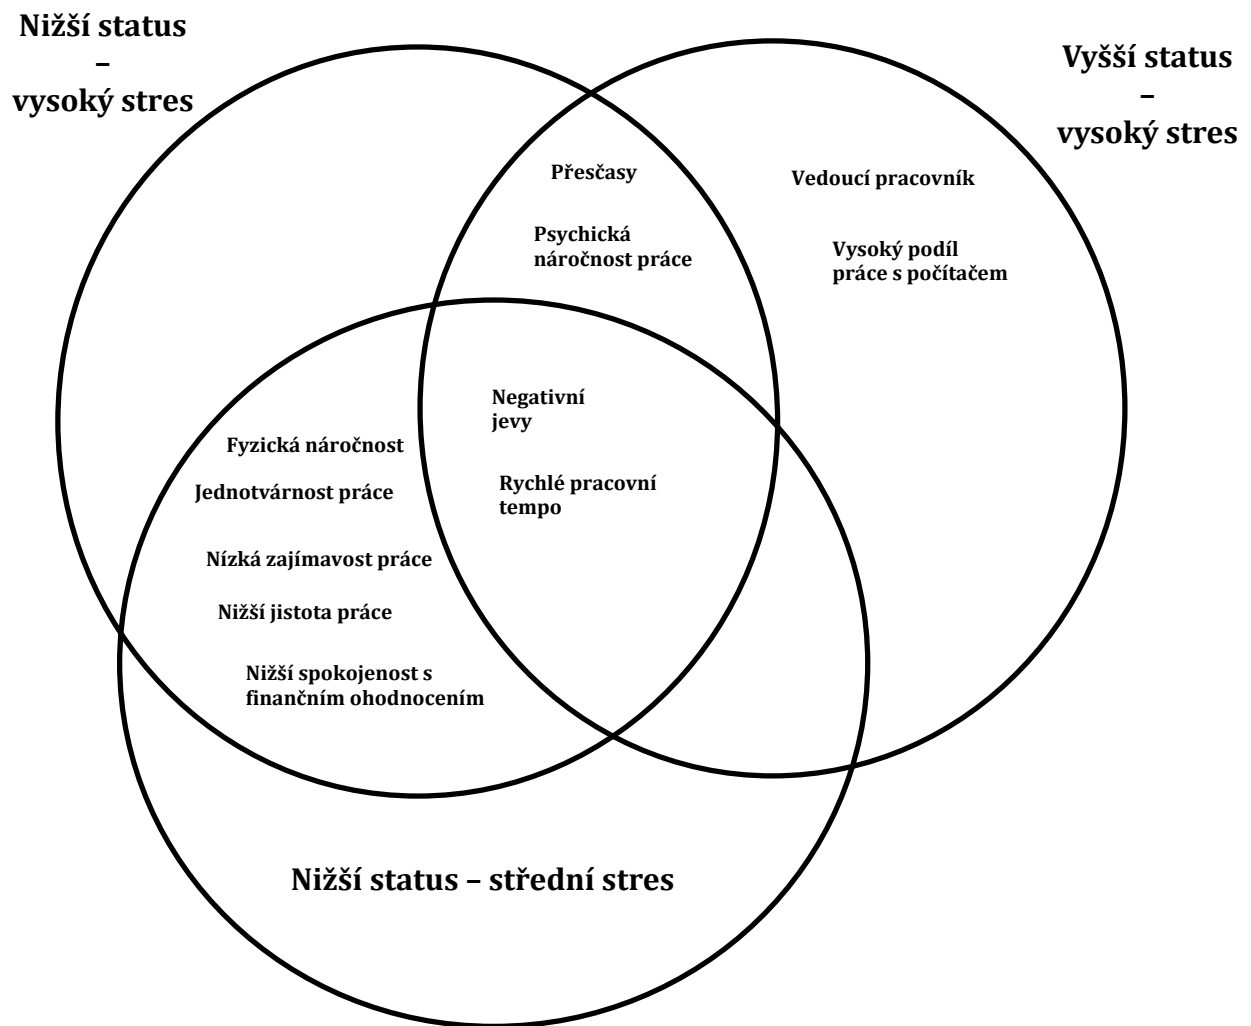 Nižší status
–
vysoký stres
Vyšší status
–
vysoký stres
Přesčasy
Psychická
náročnost práce
Vedoucí pracovník
Vysoký podíl
práce s počítačem
Negativní
jevy
Rychlé pracovní
tempo
Fyzická náročnost
Jednotvárnost práce
Nízká zajímavost práce
Nižší jistota práce
Nižší spokojenost s
finančním ohodnocením
Nižší status – střední stres